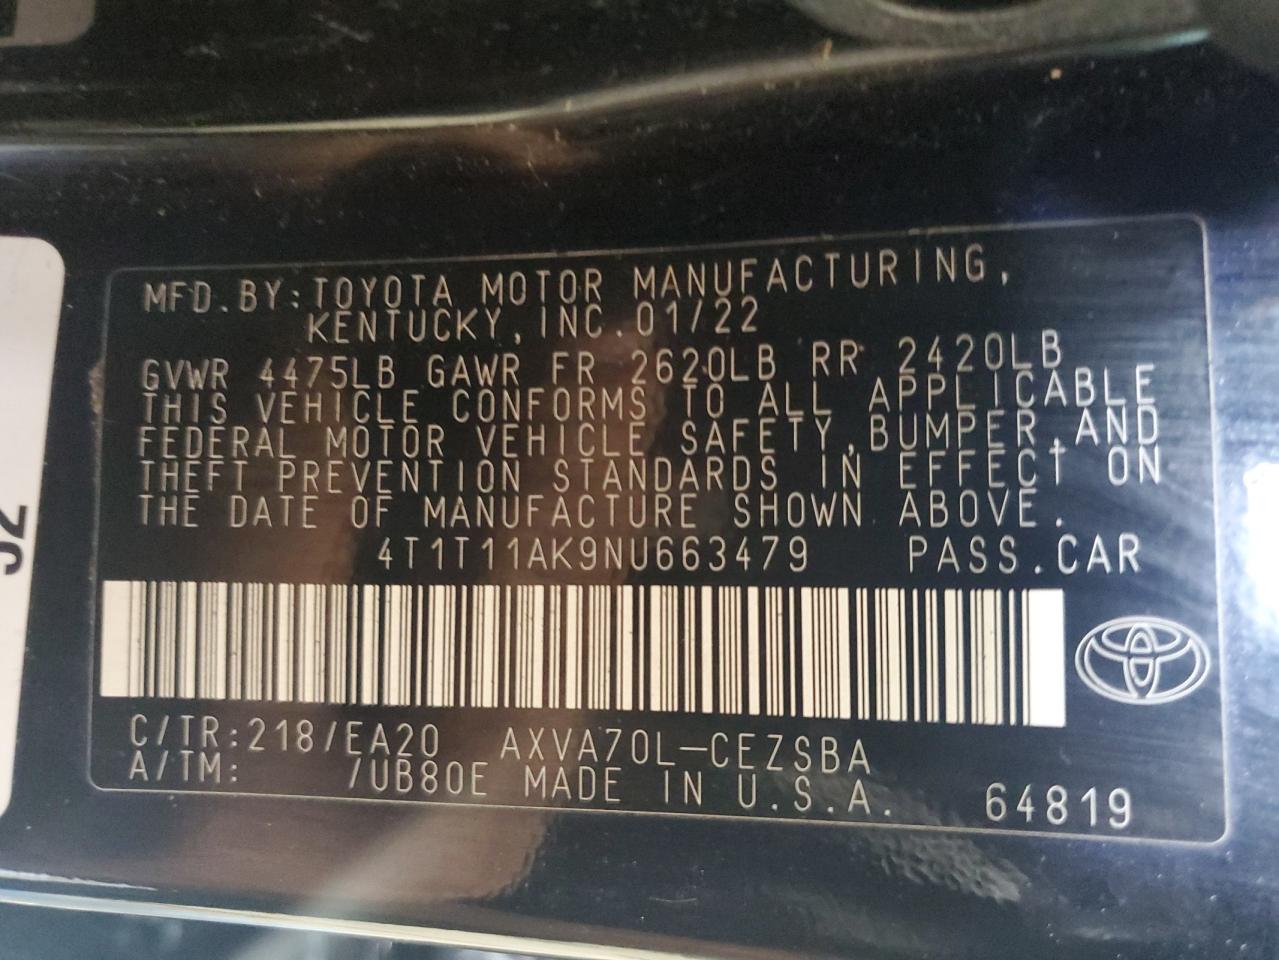 MFD.BY:TOYOTA MOTOR MANUFACTURING,
KENTUCKY,INC.01/22
GVWR 4475LB GAWR FR 2620LB RR 2420LB
THIS VEHICLE CONFORMS TO ALL APPLICABLE
FEDERAL MOTOR VEHICLE SAFETY,BUMPER,AND
THEFT PREVENTION STANDARDS IN EFFECT ON
THE DATE OF MANUFACTURE SHOWN ABOVE.
4T1T11AK9NU663479 PASS.CAR
C/TR:218/EA20 AXVA70L-CEZSBA
A/TM: /UB80E MADE IN U.S.A. 64819